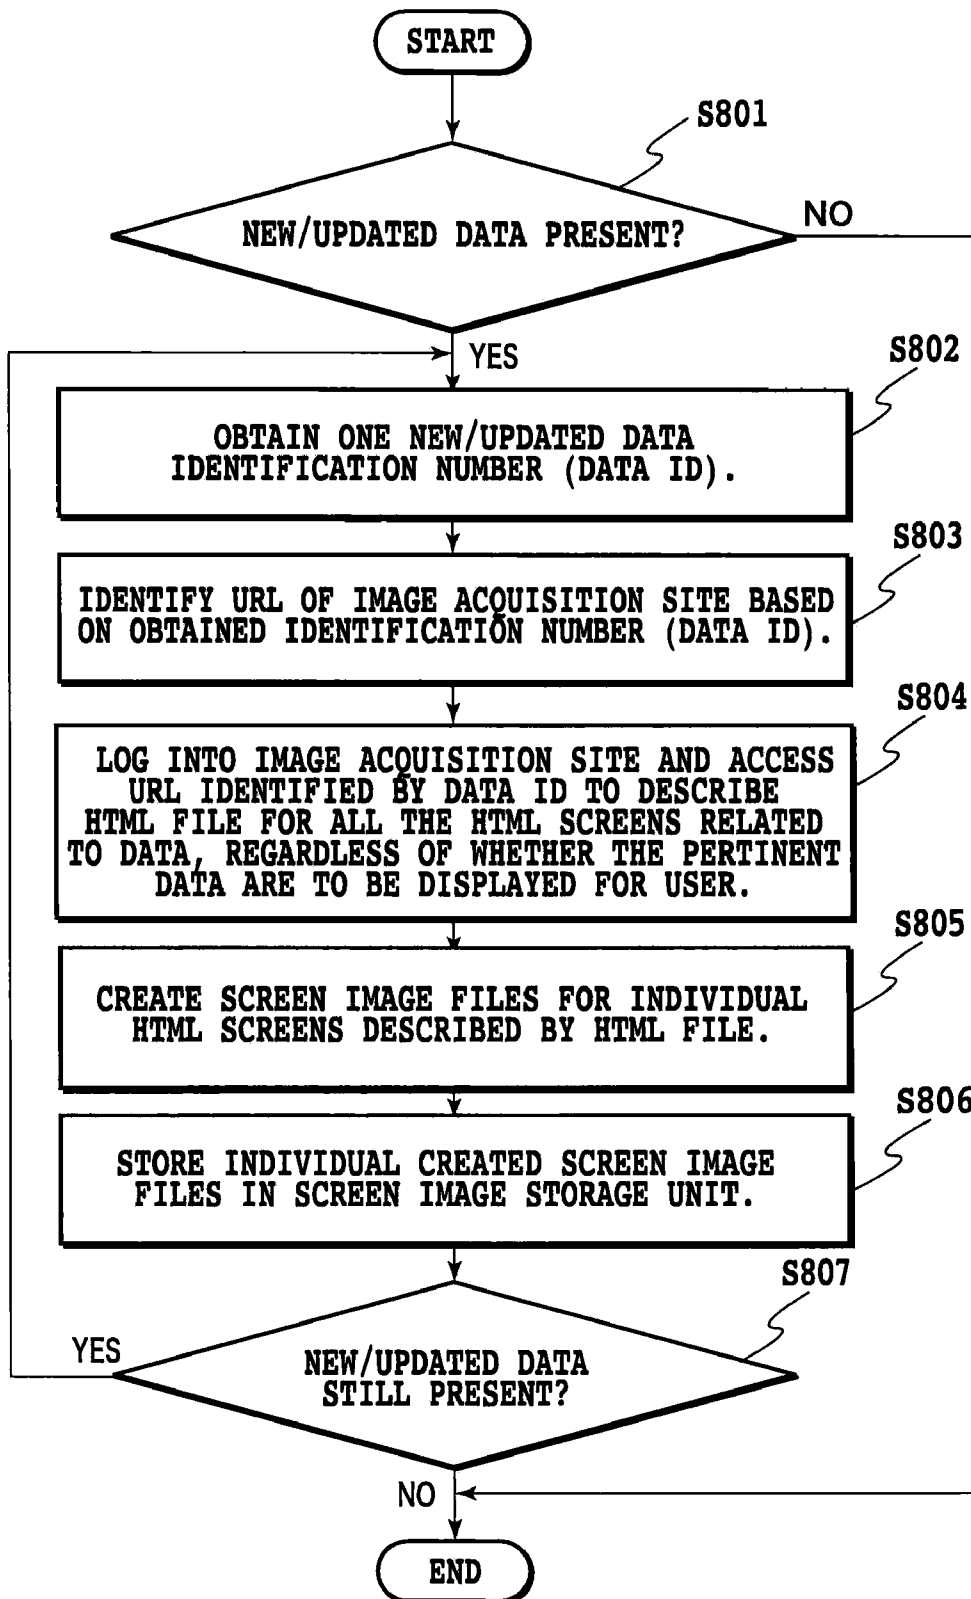 START
S801
NEW/UPDATED DATA PRESENT?
NO
YES
S802
OBTAIN ONE NEW/UPDATED DATA
IDENTIFICATION NUMBER (DATA ID).
S803
IDENTIFY URL OF IMAGE ACQUISITION SITE BASED
ON OBTAINED IDENTIFICATION NUMBER (DATA ID).
S804
LOG INTO IMAGE ACQUISITION SITE AND ACCESS
URL IDENTIFIED BY DATA ID TO DESCRIBE
HTML FILE FOR ALL THE HTML SCREENS RELATED
TO DATA, REGARDLESS OF WHETHER THE PERTINENT
DATA ARE TO BE DISPLAYED FOR USER.
S805
CREATE SCREEN IMAGE FILES FOR INDIVIDUAL
HTML SCREENS DESCRIBED BY HTML FILE.
S806
STORE INDIVIDUAL CREATED SCREEN IMAGE
FILES IN SCREEN IMAGE STORAGE UNIT.
S807
YES
NEW/UPDATED DATA
STILL PRESENT?
NO
END